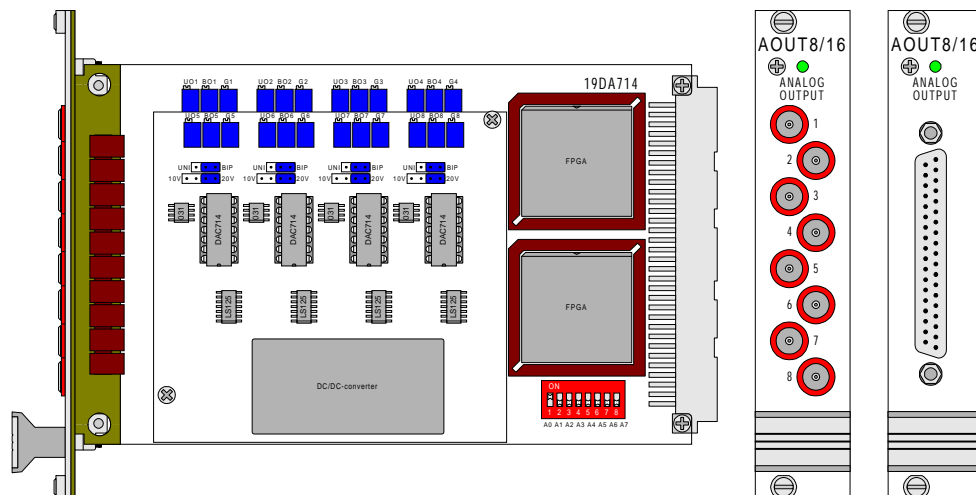 UO1 BO1 G1 UO2 BO2 G2 UO3 BO3 G3 UO4 BO4 G4
UO5 BO5 G5 UO6 BO6 G6 UO7 BO7 G7 UO8 BO8 G8
19DA714
UNI BIP UNI BIP UNI BIP UNI BIP
10V 20V 10V 20V 10V 20V 10V 20V
031 DAC714 031 DAC714 031 DAC714 031 DAC714
LS125 LS125 LS125 LS125
DC/DC-converter
FPGA
FPGA
ON
1 2 3 4 5 6 7 8
A0 A1 A2 A3 A4 A5 A6 A7
AOUT8/16
ANALOG
OUTPUT
1
2
3
4
5
6
7
8
AOUT8/16
ANALOG
OUTPUT